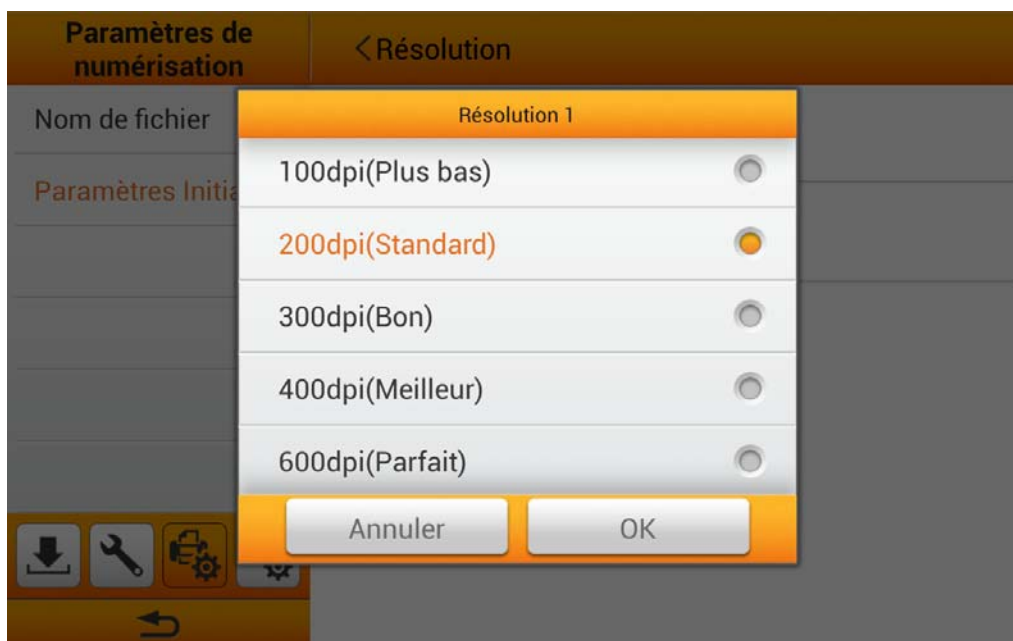 Paramètres de
numérisation
<Résolution
Nom de fichier
Paramètres Initia
Résolution 1
100dpi(Plus bas)
200dpi(Standard)
300dpi(Bon)
400dpi(Meilleur)
600dpi(Parfait)
Annuler
OK